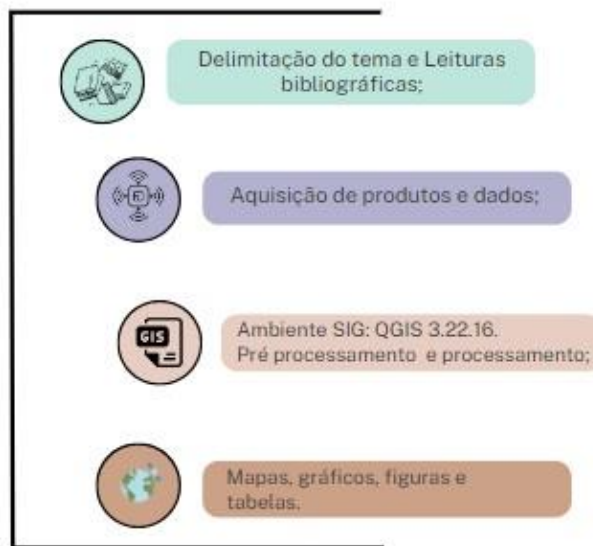 Delimitação do tema e Leituras
bibliográficas;
Aquisição de produtos e dados;
GIS
Ambiente SIG: QGIS 3.22.16.
Pré processamento e processamento;
Mapas, gráficos, figuras e
tabelas.